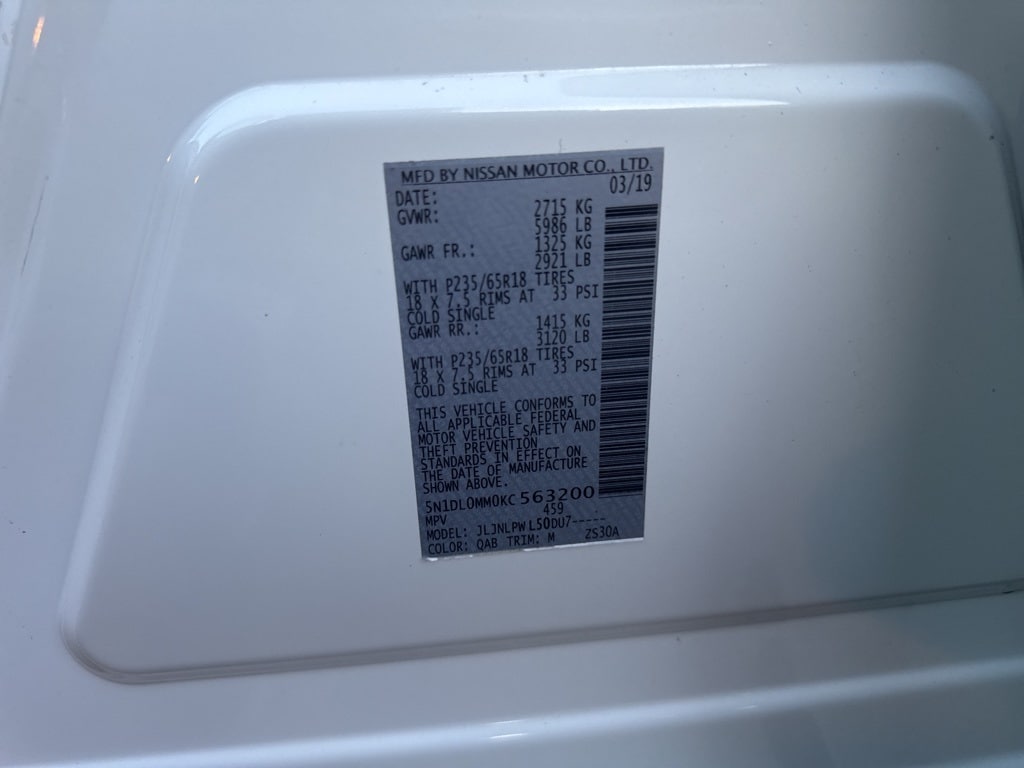 MFD BY NISSAN MOTOR CO., LTD.
DATE: 03/19
GVWR: 2715 KG
5986 LB
GAWR FR.: 1325 KG
2921 LB
WITH P235/65R18 TIRES
18 X 7.5 RIMS AT 33 PSI
COLD SINGLE
GAWR RR.: 1415 KG
3120 LB
WITH P235/65R18 TIRES
18 X 7.5 RIMS AT 33 PSI
COLD SINGLE
THIS VEHICLE CONFORMS TO
ALL APPLICABLE FEDERAL
MOTOR VEHICLE SAFETY AND
THEFT PREVENTION
STANDARDS IN EFFECT ON
THE DATE OF MANUFACTURE
SHOWN ABOVE.
5N1DL0MM0KC563200
MPV 459
MODEL: JLJNLPWL50DU7-----
COLOR: QAB TRIM: M ZS30A